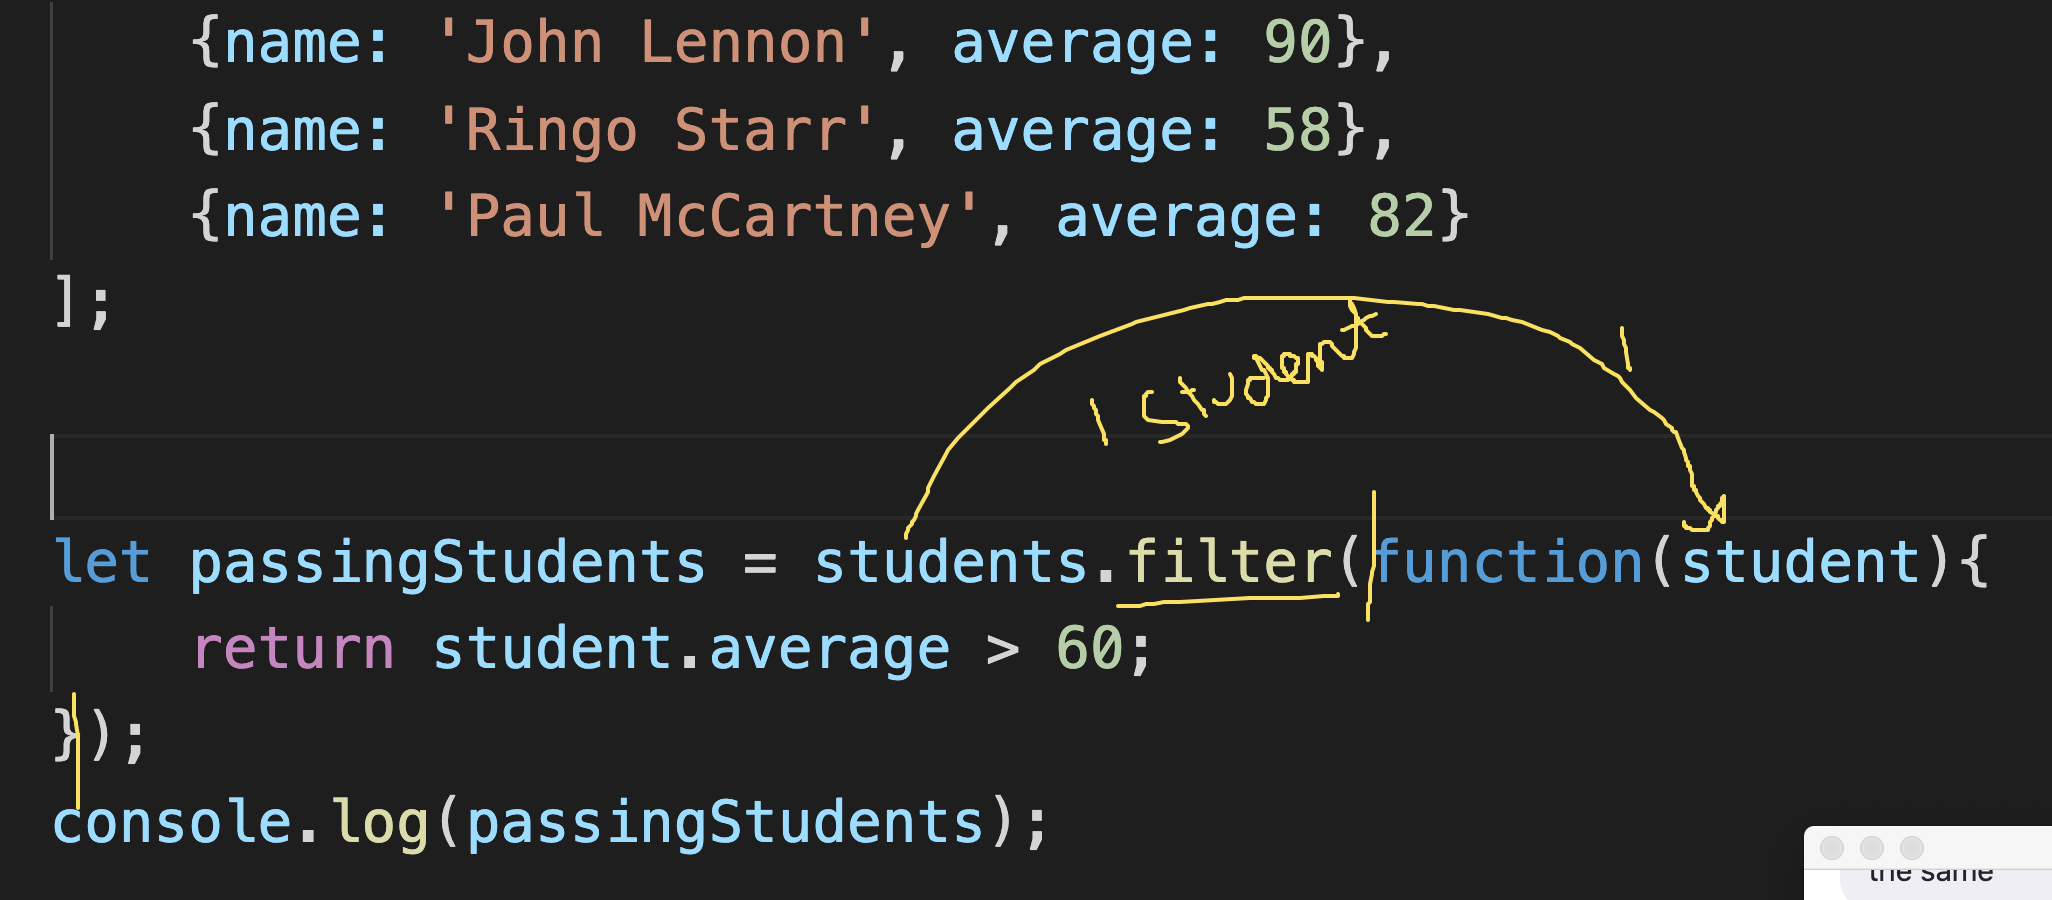 {name: 'John Lennon', average: 90},
{name: 'Ringo Starr', average: 58},
{name: 'Paul McCartney', average: 82}
];
1 Student
1
let passingStudents = students.filter(function(student){
return student.average > 60;
});
console.log(passingStudents);
the same